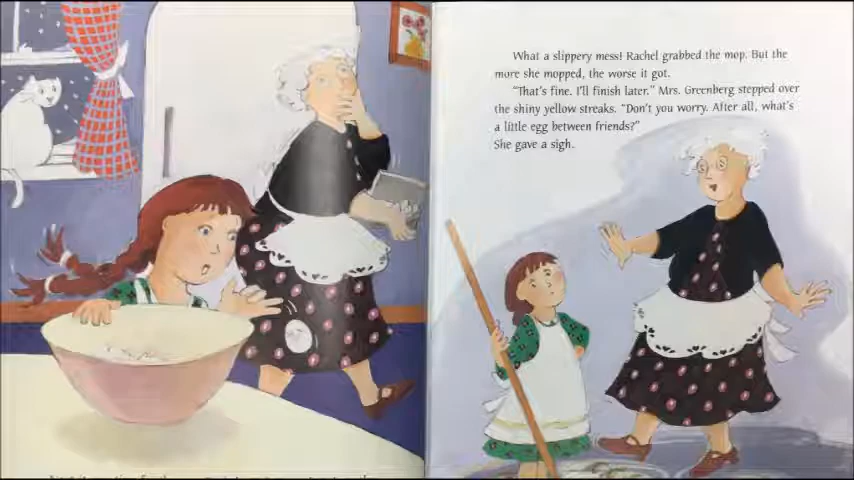 What a slippery mess! Rachel grabbed the mop. But the
more she mopped, the worse it got.
"That's fine. I'll finish later." Mrs. Greenberg stepped over
the shiny yellow streaks. "Don't you worry. After all, what's
a little egg between friends?"
She gave a sigh.